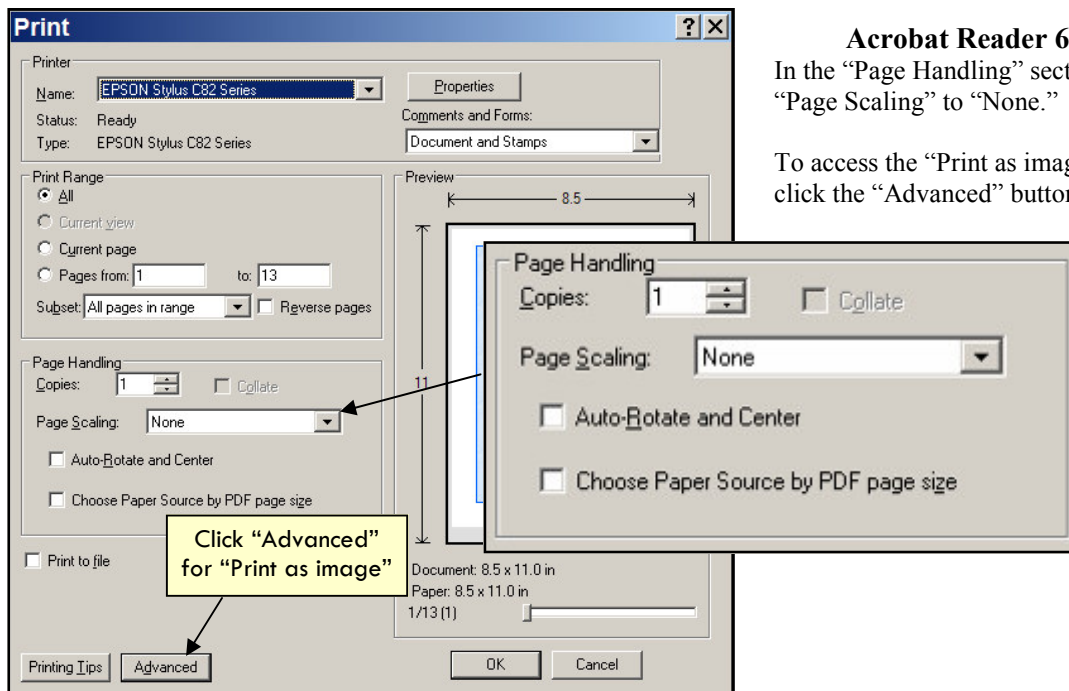 Print
Printer
Name: EPSON Stylus C82 Series
Properties
Status: Ready
Comments and Forms:
Type: EPSON Stylus C82 Series
Document and Stamps
Print Range
All
Current view
Current page
Pages from: 1 to: 13
Subset: All pages in range Reverse pages
Page Handling
Copies: 1 Collate
Page Scaling: None
Auto-Rotate and Center
Choose Paper Source by PDF page size
Print to file
Click “Advanced”
for “Print as image”
Printing Tips Advanced
Preview
8.5
11
Document: 8.5 x 11.0 in
Paper: 8.5 x 11.0 in
1/13 (1)
OK Cancel
Acrobat Reader 6
In the “Page Handling” sect
“Page Scaling” to “None.”
To access the “Print as imag
click the “Advanced” button
Page Handling
Copies: 1 Collate
Page Scaling: None
Auto-Rotate and Center
Choose Paper Source by PDF page size